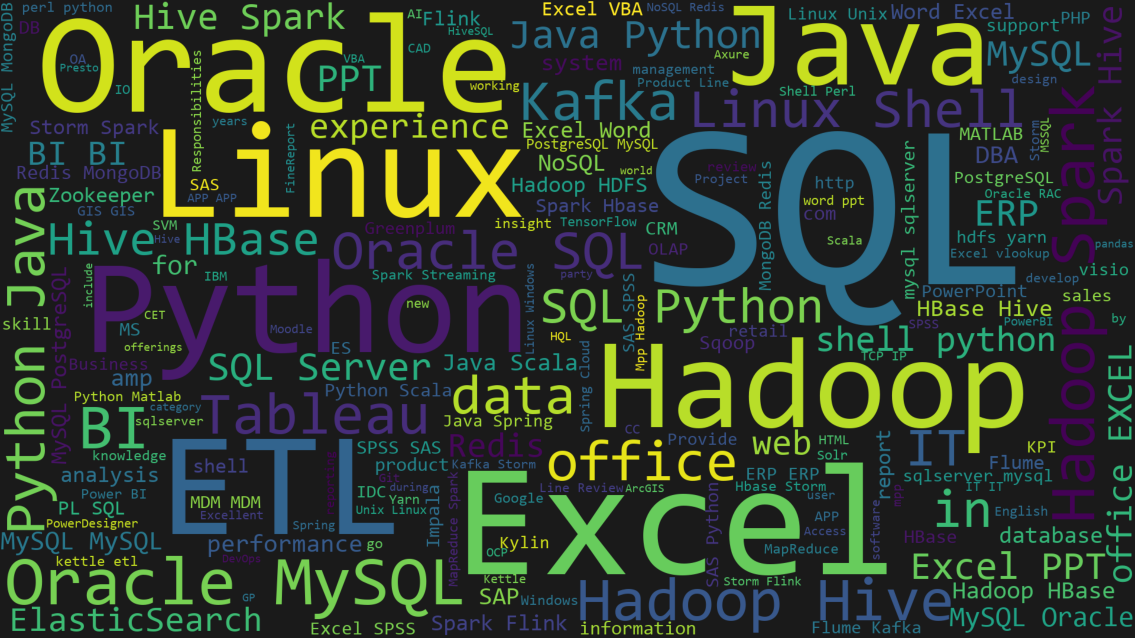 MySQL MongoDB
perl python
Hive Spark
AI
Flink
HiveSQL
Excel VBA
NoSQL Redis
Linux Unix
Word Excel
support
PHP
DB
OA
Presto
IO
Oracle
VBA
CAD
PPT
working
Java Python
Axure
system
management
Product Line
Java
Shell Perl
MySQL
design
Spark Hive
Responsibilities
years
FineReport
Kafka
Linux Shell
Storm Spark
experience
Excel Word
PostgreSQL MySQL
BI BI
Linux
NoSQL
world
SQL
review
Project
MongoDB Redis
http
word ppt
com
Scala
MATLAB
DBA
Storm
MSSQL
Redis MongoDB
Zookeeper
SAS
APP APP
GIS GIS
Hadoop HDFS
Spark Hbase
insight
TensorFlow
CRM
OLAP
mysql sqlserver
PostgreSQL
Oracle RAC
ERP
Hadoop Spark
Python Java
SVM
Hive
Hive HBase
Greenplum
Oracle SQL
hdfs yarn
Excel vlookup
pandas
for
IBM
Spark Streaming
party
develop
visio
include
Python
new
Linux Windows
SAS SPSS
Mpp Hadoop
SQL Python
PowerPoint
sales
skill
CET
MS
offerings
Moodle
ES
HQL
HBase Hive
SPSS
PowerBI
by
MySQL PostgreSQL
Business
amp
SQL Server
Java Scala
Spring Cloud
Sqoop
retail
shell python
TCP IP
Python Matlab
category
sqlserver
Python Scala
data
Hadoop
office EXCEL
BI
Tableau
Java Spring
CC
knowledge
ETL
SPSS SAS
Redis
office
Provide
web
HTML
Solr
IT
KPI
analysis
shell
product
Git
Kafka Storm
ERP ERP
report
Flume
Power BI
MDM MDM
IDC
during
Yarn
Line Review
ArcGIS
Hbase Storm
sqlserver mysql
PL SQL
Excellent
Unix Linux
Impala
MapReduce Spark
Google
Excel
SAS Python
user
APP
Access
software
mpp
IT IT
English
in
PowerDesigner
Spring
MySQL MySQL
performance
go
OCP
Kylin
MapReduce
HBase
database
kettle etl
DevOps
Oracle MySQL
GP
Kettle
SAP
Windows
Storm Flink
Excel PPT
Hadoop Hive
Hadoop HBase
ElasticSearch
Excel SPSS
Spark Flink
information
Flume Kafka
MySQL Oracle